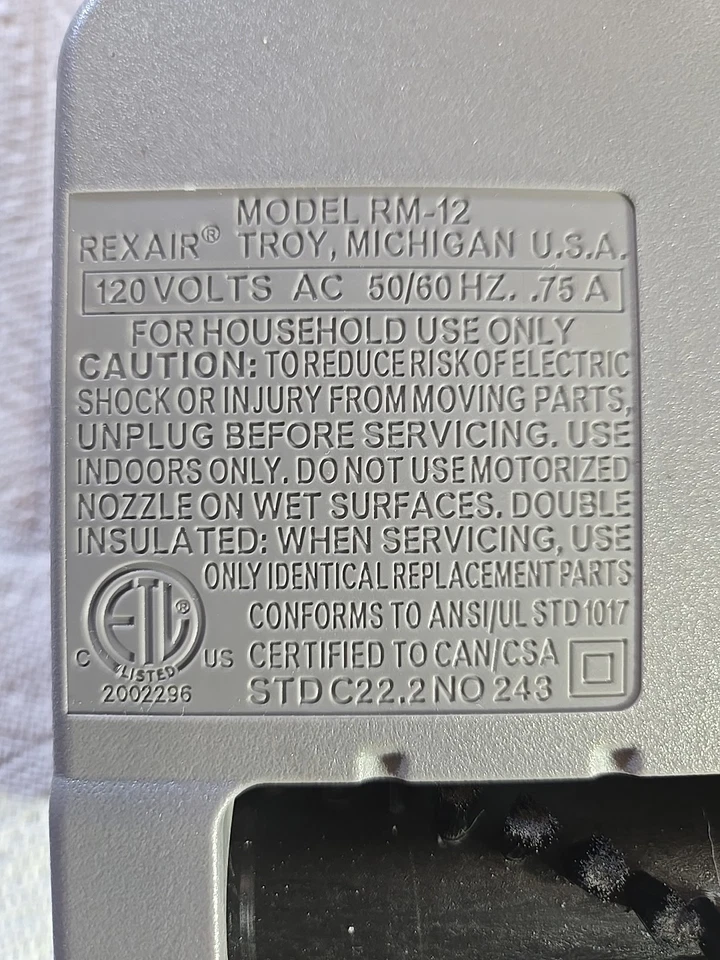 MODEL RM-12
REXAIR® TROY, MICHIGAN U.S.A.
120 VOLTS AC 50/60 HZ. .75 A
FOR HOUSEHOLD USE ONLY
CAUTION: TO REDUCE RISK OF ELECTRIC
SHOCK OR INJURY FROM MOVING PARTS,
UNPLUG BEFORE SERVICING. USE
INDOORS ONLY. DO NOT USE MOTORIZED
NOZZLE ON WET SURFACES. DOUBLE
INSULATED: WHEN SERVICING, USE
ONLY IDENTICAL REPLACEMENT PARTS
CONFORMS TO ANSI/UL STD 1017
CERTIFIED TO CAN/CSA
STD C22.2 NO 243
ETL®
C LISTED US
2002296